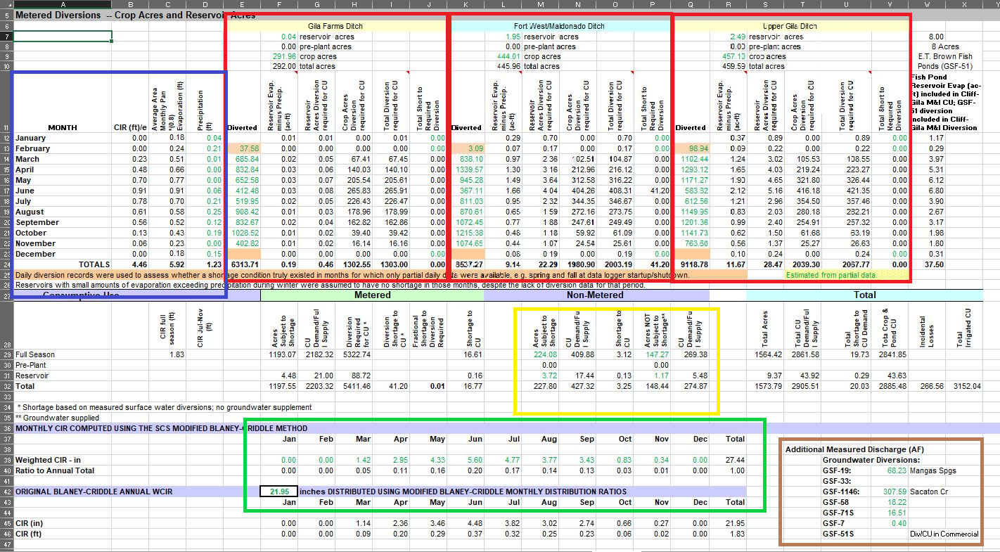 A B C D E F G H I J K L M N O P Q R S T U V W X
5 Metered Diversions -- Crop Acres and Reservoir Acres
6 Gila Farms Ditch Fort West/Maldonado Ditch Upper Gila Ditch
7 0.04 reservoir acres 1.95 reservoir acres 2.49 reservoir acres 8.00
8 0.00 pre-plant acres 0.00 pre-plant acres 0.00 pre-plant acres 8 Acres
9 291.96 crop acres 444.01 crop acres 457.10 crop acres E.T. Brown Fish
10 292.00 total acres 445.96 total acres 459.59 total acres Ponds (GSF-51)
11 MONTH CIR (ft)/e Average Area Monthly Pan *(0.8) Evaporation (ft) Precipitation (ft) Diverted Reservoir Evap. minus Precip. (ac-ft) Reservoir Acres Diversion required for CU Crop Acres Diversion required for CU Total Diversion required for CU Total Short to Required Diversion Diverted Reservoir Evap. minus Precip. (ac-ft) Reservoir Acres Diversion required for CU Crop Acres Diversion required for CU Total Diversion required for CU Total Short to Required Diversion Diverted Reservoir Evap. minus Precip. (ac-ft) Reservoir Acres Diversion required for CU Crop Acres Diversion required for CU Total Diversion required for CU Total Short to Required Diversion Fish Pond Reservoir Evap (ac-ft) included in Cliff-Gila M&I CU; GSF-51 diversion included in Cliff-Gila M&I Diversion
12 January 0.00 0.18 0.04 0.01 0.01 0.00 0.01 0.00 0.29 0.70 0.00 0.70 0.00 0.37 0.89 0.00 0.89 0.00 1.17
13 February 0.00 0.24 0.21 37.58 0.00 0.00 0.00 0.00 0.00 3.09 0.07 0.17 0.00 0.17 0.00 98.94 0.09 0.22 0.00 0.22 0.00 0.29
14 March 0.23 0.51 0.01 685.84 0.02 0.05 67.41 67.45 0.00 838.10 0.97 2.36 102.51 104.87 0.00 1102.44 1.24 3.02 105.53 108.55 0.00 3.97
15 April 0.48 0.66 0.00 832.84 0.03 0.06 140.03 140.10 0.00 1339.57 1.30 3.16 212.96 216.12 0.00 1293.12 1.65 4.03 219.24 223.27 0.00 5.31
16 May 0.70 0.77 0.00 652.58 0.03 0.07 205.54 205.61 0.00 945.28 1.49 3.64 312.58 316.22 0.00 1171.27 1.90 4.65 321.80 326.44 0.00 6.12
17 June 0.91 0.91 0.06 412.48 0.03 0.08 265.83 265.91 0.00 367.11 1.66 4.04 404.26 408.31 41.20 583.82 2.12 5.16 416.18 421.35 0.00 6.80
18 July 0.78 0.70 0.21 519.95 0.02 0.05 226.43 226.47 0.00 811.03 0.95 2.32 344.35 346.67 0.00 612.56 1.21 2.96 354.50 357.46 0.00 3.90
19 August 0.61 0.58 0.25 908.42 0.01 0.03 178.96 178.99 0.00 870.61 0.65 1.59 272.16 273.75 0.00 1149.95 0.83 2.03 280.18 282.21 0.00 2.67
20 September 0.56 0.52 0.12 832.67 0.02 0.04 162.82 162.86 0.00 1072.45 0.77 1.88 247.61 249.49 0.00 1201.36 0.99 2.40 254.91 257.32 0.00 3.17
21 October 0.13 0.43 0.19 1028.52 0.01 0.02 39.40 39.42 0.00 1215.38 0.48 1.18 59.92 61.09 0.00 1141.73 0.62 1.50 61.68 63.19 0.00 1.98
22 November 0.06 0.23 0.00 402.82 0.01 0.02 16.14 16.16 0.00 1074.65 0.44 1.07 24.54 25.61 0.00 763.60 0.56 1.37 25.27 26.63 0.00 1.80
23 December 0.00 0.18 0.15 0.00 0.00 0.00 0.00 0.00 0.08 0.19 0.00 0.19 0.00 0.10 0.24 0.00 0.24 0.00 0.31
24 TOTALS 4.46 5.92 1.23 6313.71 0.19 0.46 1302.55 1303.00 0.00 8537.27 9.14 22.29 1980.90 2003.19 41.20 9118.78 11.67 28.47 2039.30 2067.77 0.00 37.50
25 Daily diversion records were used to assess whether a shortage condition truly existed in months for which only partial daily data were available, e.g. spring and fall at data logger startup/shutdown. Estimated from partial data.
26 Reservoirs with small amounts of evaporation exceeding precipitation during winter were assumed to have no shortage in those months, despite the lack of diversion data for that period.
27 Consumptive Use Metered Non-Metered Total
28 CIR full season (ft) CIR Jul-Nov (ft) Acres Subject to Shortage CU Demand/Full Supply Diversion Required for CU * Diversion Shortage to CU * Fractional Shortage to Diversion Required Shortage to CU Acres Subject to Shortage CU Demand/Full Supply Shortage to CU Acres NOT Subject to Shortage** CU Demand/Full Supply Total Acres Total CU Demand/Full Supply Total Shortage to CU Demand Total Crop & Pond CU Incidental Losses Total Irrigated CU
29 Full Season 1.83 1193.07 2182.32 5322.74 16.61 224.08 409.88 3.12 147.27 269.38 1564.42 2861.58 19.73 2841.85
30 Pre-Plant 0.00 0.00
31 Reservoir 4.48 21.00 88.72 0.16 3.72 17.44 0.13 1.17 5.48 9.37 43.92 0.29 43.63
32 Total 1197.55 2203.32 5411.46 41.20 0.01 16.77 227.80 427.32 3.25 148.44 274.87 1573.79 2905.51 20.03 2885.48 266.56 3152.04
33
34 * Shortage based on measured surface water diversions; no groundwater supplement
35 ** Groundwater supplied
36 MONTHLY CIR COMPUTED USING THE SCS MODIFIED BLANEY-CRIDDLE METHOD
37 Jan Feb Mar Apr May Jun Jul Aug Sep Oct Nov Dec Total
38 Additional Measured Discharge (AF)
39 Weighted CIR - in 0.00 0.00 1.42 2.95 4.33 5.60 4.77 3.77 3.43 0.83 0.34 0.00 27.44 Groundwater Diversions:
40 Ratio to Annual Total 0.00 0.00 0.05 0.11 0.16 0.20 0.17 0.14 0.13 0.03 0.01 0.00 1.00 GSF-19: 68.23 Mangas Spgs
41 GSF-33:
42 ORIGINAL BLANEY-CRIDDLE ANNUAL WCIR 21.95 inches DISTRIBUTED USING MODIFIED BLANEY-CRIDDLE MONTHLY DISTRIBUTION RATIOS GSF-1146: 307.59 Sacaton Cr
43 Jan Feb Mar Apr May Jun Jul Aug Sep Oct Nov Dec Total GSF-58 18.22
44 GSF-71S 16.51
45 CIR (in) 0.00 0.00 1.14 2.36 3.46 4.48 3.82 3.02 2.74 0.66 0.27 0.00 21.95 GSF-7 0.40
46 CIR (ft) 0.00 0.00 0.09 0.20 0.29 0.37 0.32 0.25 0.23 0.06 0.02 0.00 1.83 GSF-51S Div/CU in Commercial
47